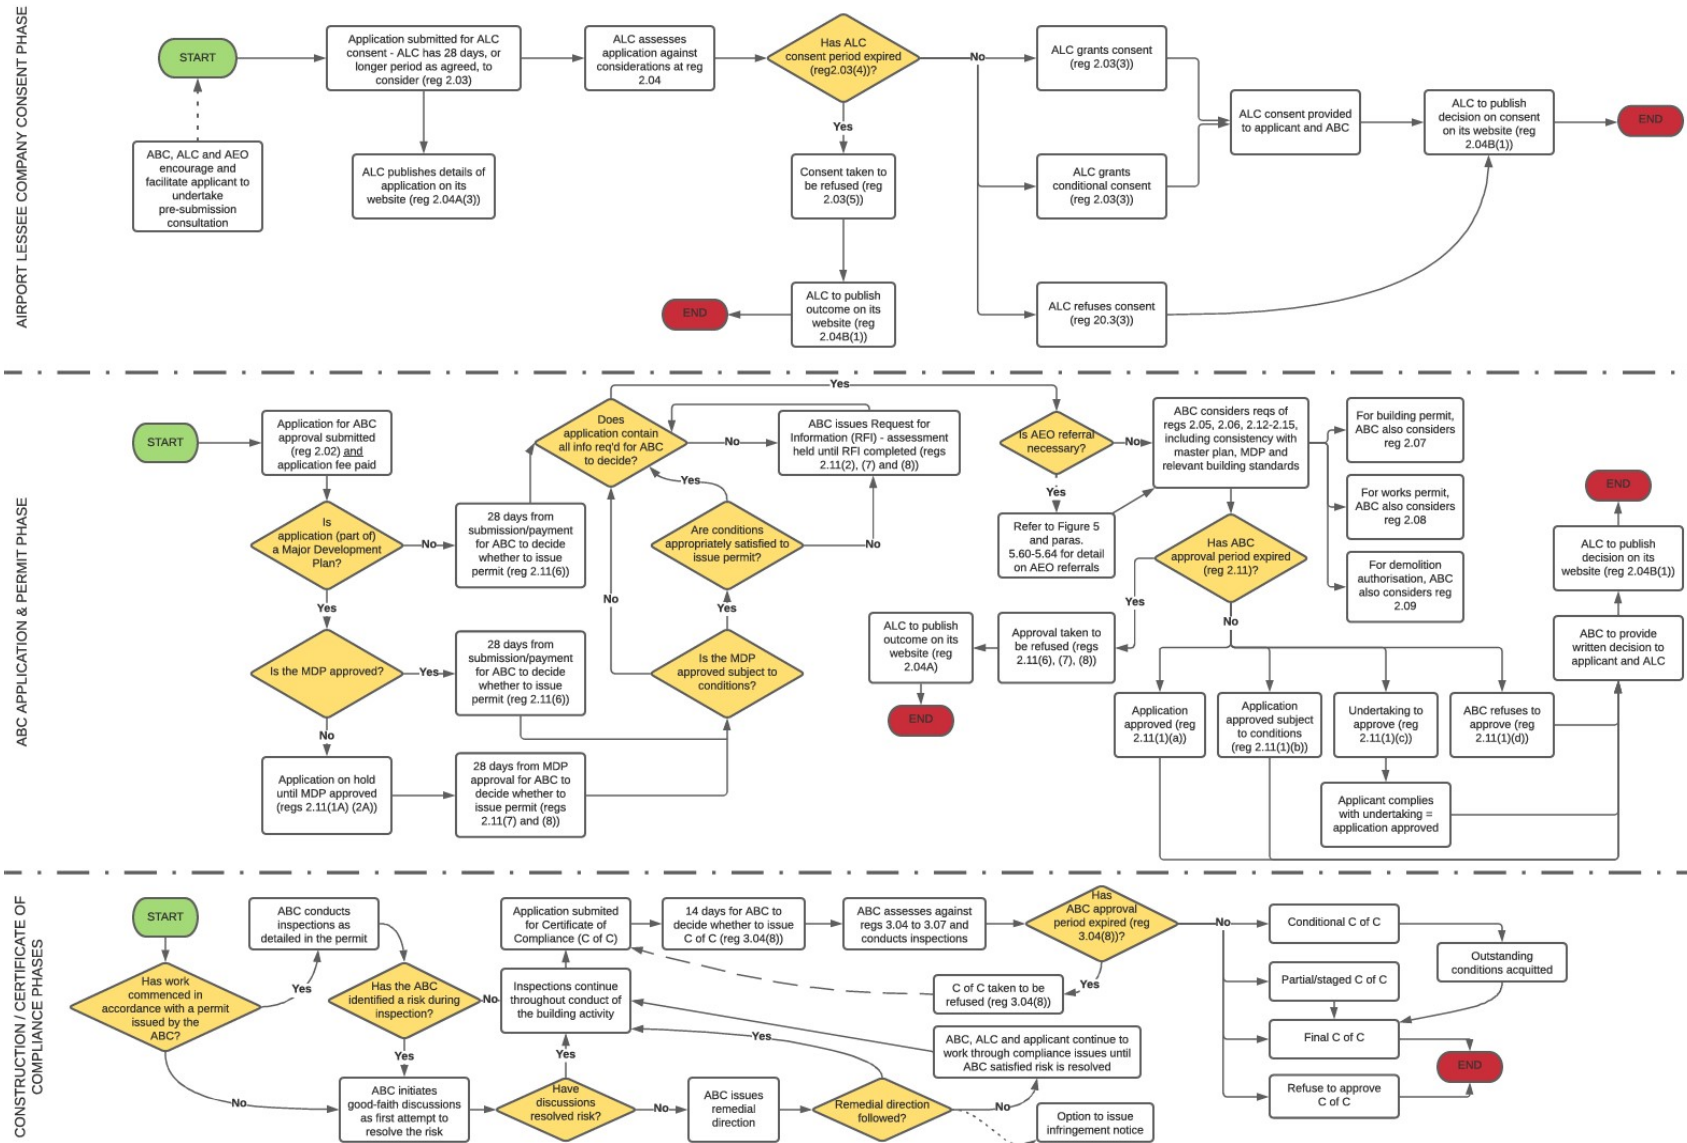 AIRPORT LESSEE COMPANY CONSENT PHASE
START
ABC, ALC and AEO
encourage and
facilitate applicant to
undertake
pre-submission
consultation
Application submitted for ALC
consent - ALC has 28 days, or
longer period as agreed, to
consider (reg 2.03)
ALC publishes details of
application on its
website (reg 2.04A(3))
ALC assesses
application against
considerations at reg
2.04
Has ALC
consent period expired
(reg2.03(4))?
Yes
Consent taken to
be refused (reg
2.03(5))
ALC to publish
outcome on its
website (reg
2.04B(1))
END
No
ALC grants consent
(reg 2.03(3))
ALC grants
conditional consent
(reg 2.03(3))
ALC refuses consent
(reg 20.3(3))
ALC consent provided
to applicant and ABC
ALC to publish
decision on consent
on its website (reg
2.04B(1))
END
ABC APPLICATION & PERMIT PHASE
START
Application for ABC
approval submitted
(reg 2.02) and
application fee paid
Is
application (part of)
a Major Development
Plan?
No
28 days from
submission/payment
for ABC to decide
whether to issue
permit (reg 2.11(6))
Yes
Is the MDP approved?
Yes
28 days from
submission/payment
for ABC to decide
whether to issue
permit (reg 2.11(6))
No
Application on hold
until MDP approved
(regs 2.11(1A) (2A))
28 days from MDP
approval for ABC to
decide whether to
issue permit (regs
2.11(7) and (8))
Is the MDP
approved subject to
conditions?
No
Yes
Are conditions
appropriately satisfied to
issue permit?
Yes
No
Does
application contain
all info req'd for ABC
to decide?
No
ABC issues Request for
Information (RFI) - assessment
held until RFI completed (regs
2.11(2), (7) and (8))
Yes
Is AEO referral
necessary?
No
Yes
Refer to Figure 5
and paras.
5.60-5.64 for detail
on AEO referrals
ABC considers reqs of
regs 2.05, 2.06, 2.12-2.15,
including consistency with
master plan, MDP and
relevant building standards
For building permit,
ABC also considers
reg 2.07
For works permit,
ABC also considers
reg 2.08
For demolition
authorisation, ABC
also considers reg
2.09
Has ABC
approval period expired
(reg 2.11)?
Yes
Approval taken to
be refused (regs
2.11(6), (7), (8))
ALC to publish
outcome on its
website (reg
2.04A)
END
No
Application
approved (reg
2.11(1)(a))
Application
approved subject
to conditions
(reg 2.11(1)(b))
Undertaking to
approve (reg
2.11(1)(c))
ABC refuses to
approve (reg
2.11(1)(d))
Applicant complies
with undertaking =
application approved
ABC to provide
written decision to
applicant and ALC
ALC to publish
decision on its
website (reg 2.04B(1))
END
CONSTRUCTION / CERTIFICATE OF
COMPLIANCE PHASES
START
Has work
commenced in
accordance with a permit
issued by the
ABC?
Yes
No
ABC conducts
inspections as
detailed in the permit
Has the ABC
identified a risk during
inspection?
No
Yes
ABC initiates
good-faith discussions
as first attempt to
resolve the risk
Have
discussions
resolved risk?
Yes
No
Inspections continue
throughout conduct of
the building activity
ABC issues
remedial
direction
Remedial direction
followed?
Yes
No
ABC, ALC and applicant continue to
work through compliance issues until
ABC satisfied risk is resolved
Option to issue
infringement notice
Application submited
for Certificate of
Compliance (C of C)
14 days for ABC to
decide whether to issue
C of C (reg 3.04(8))
ABC assesses against
regs 3.04 to 3.07 and
conducts inspections
Has
ABC approval
period expired (reg
3.04(8))?
Yes
C of C taken to be
refused (reg 3.04(8))
No
Conditional C of C
Outstanding
conditions acquitted
Partial/staged C of C
Final C of C
Refuse to approve
C of C
END